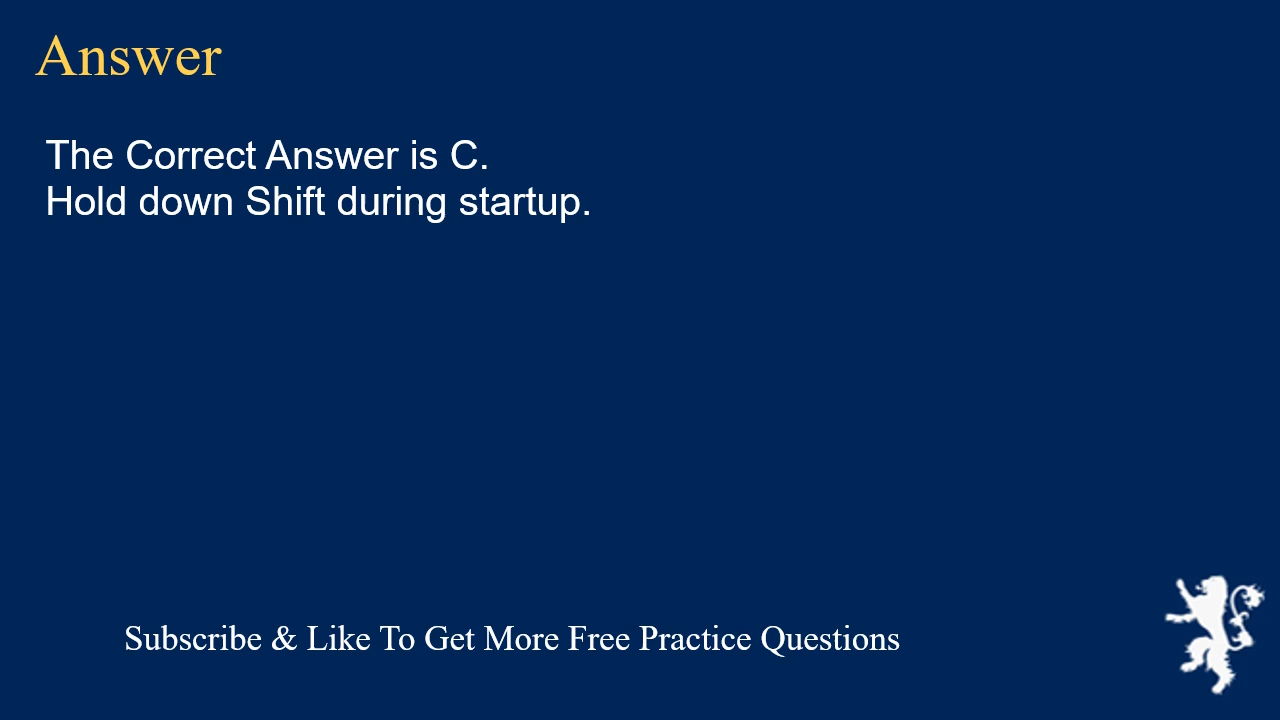 Answer
The Correct Answer is C.
Hold down Shift during startup.
Subscribe & Like To Get More Free Practice Questions